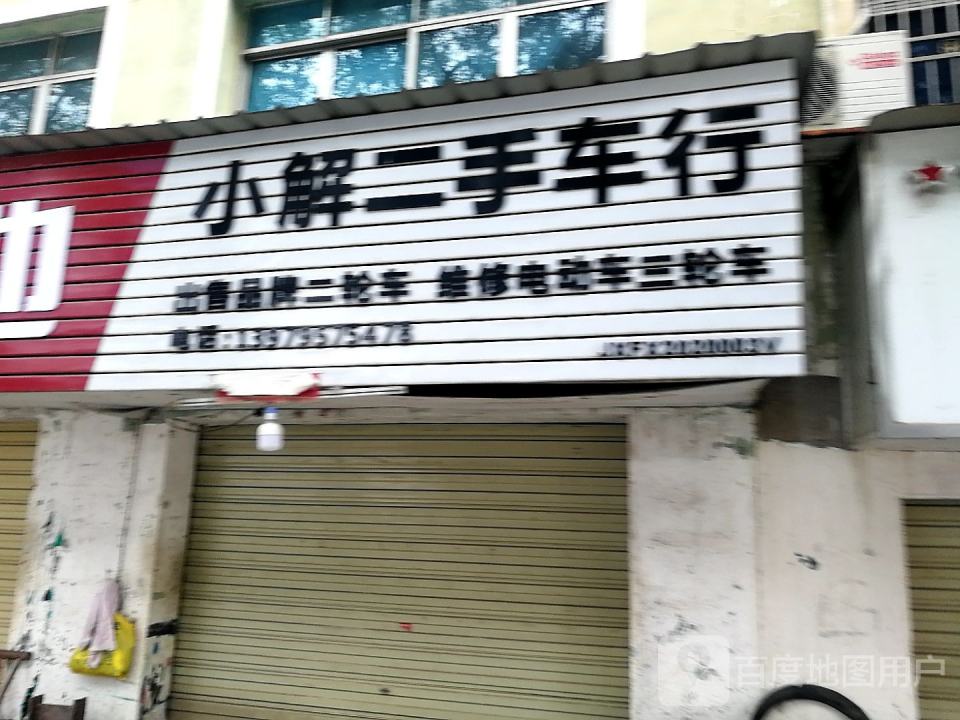 小解二手车行
出售品牌二轮车 维修电动车三轮车
电话:13979575478
百度地图用户